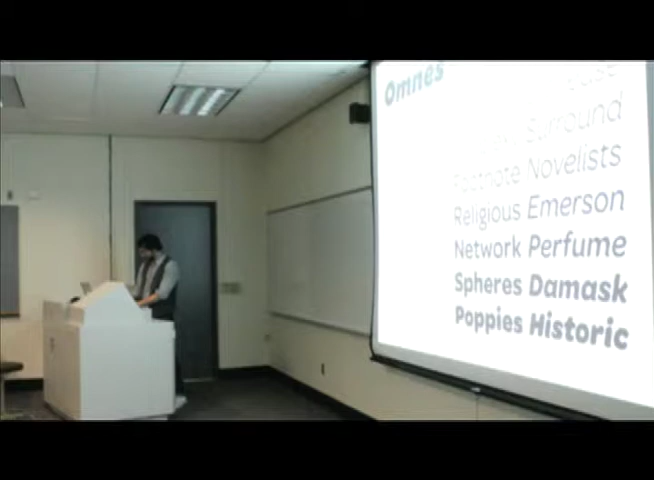 Omnes
Surround
Footnote Novelists
Religious Emerson
Network Perfume
Spheres Damask
Poppies Historic